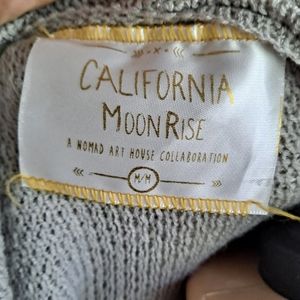 CALIFORNIA
MOONRISE
A NOMAD ART HOUSE COLLABORATION
M/M